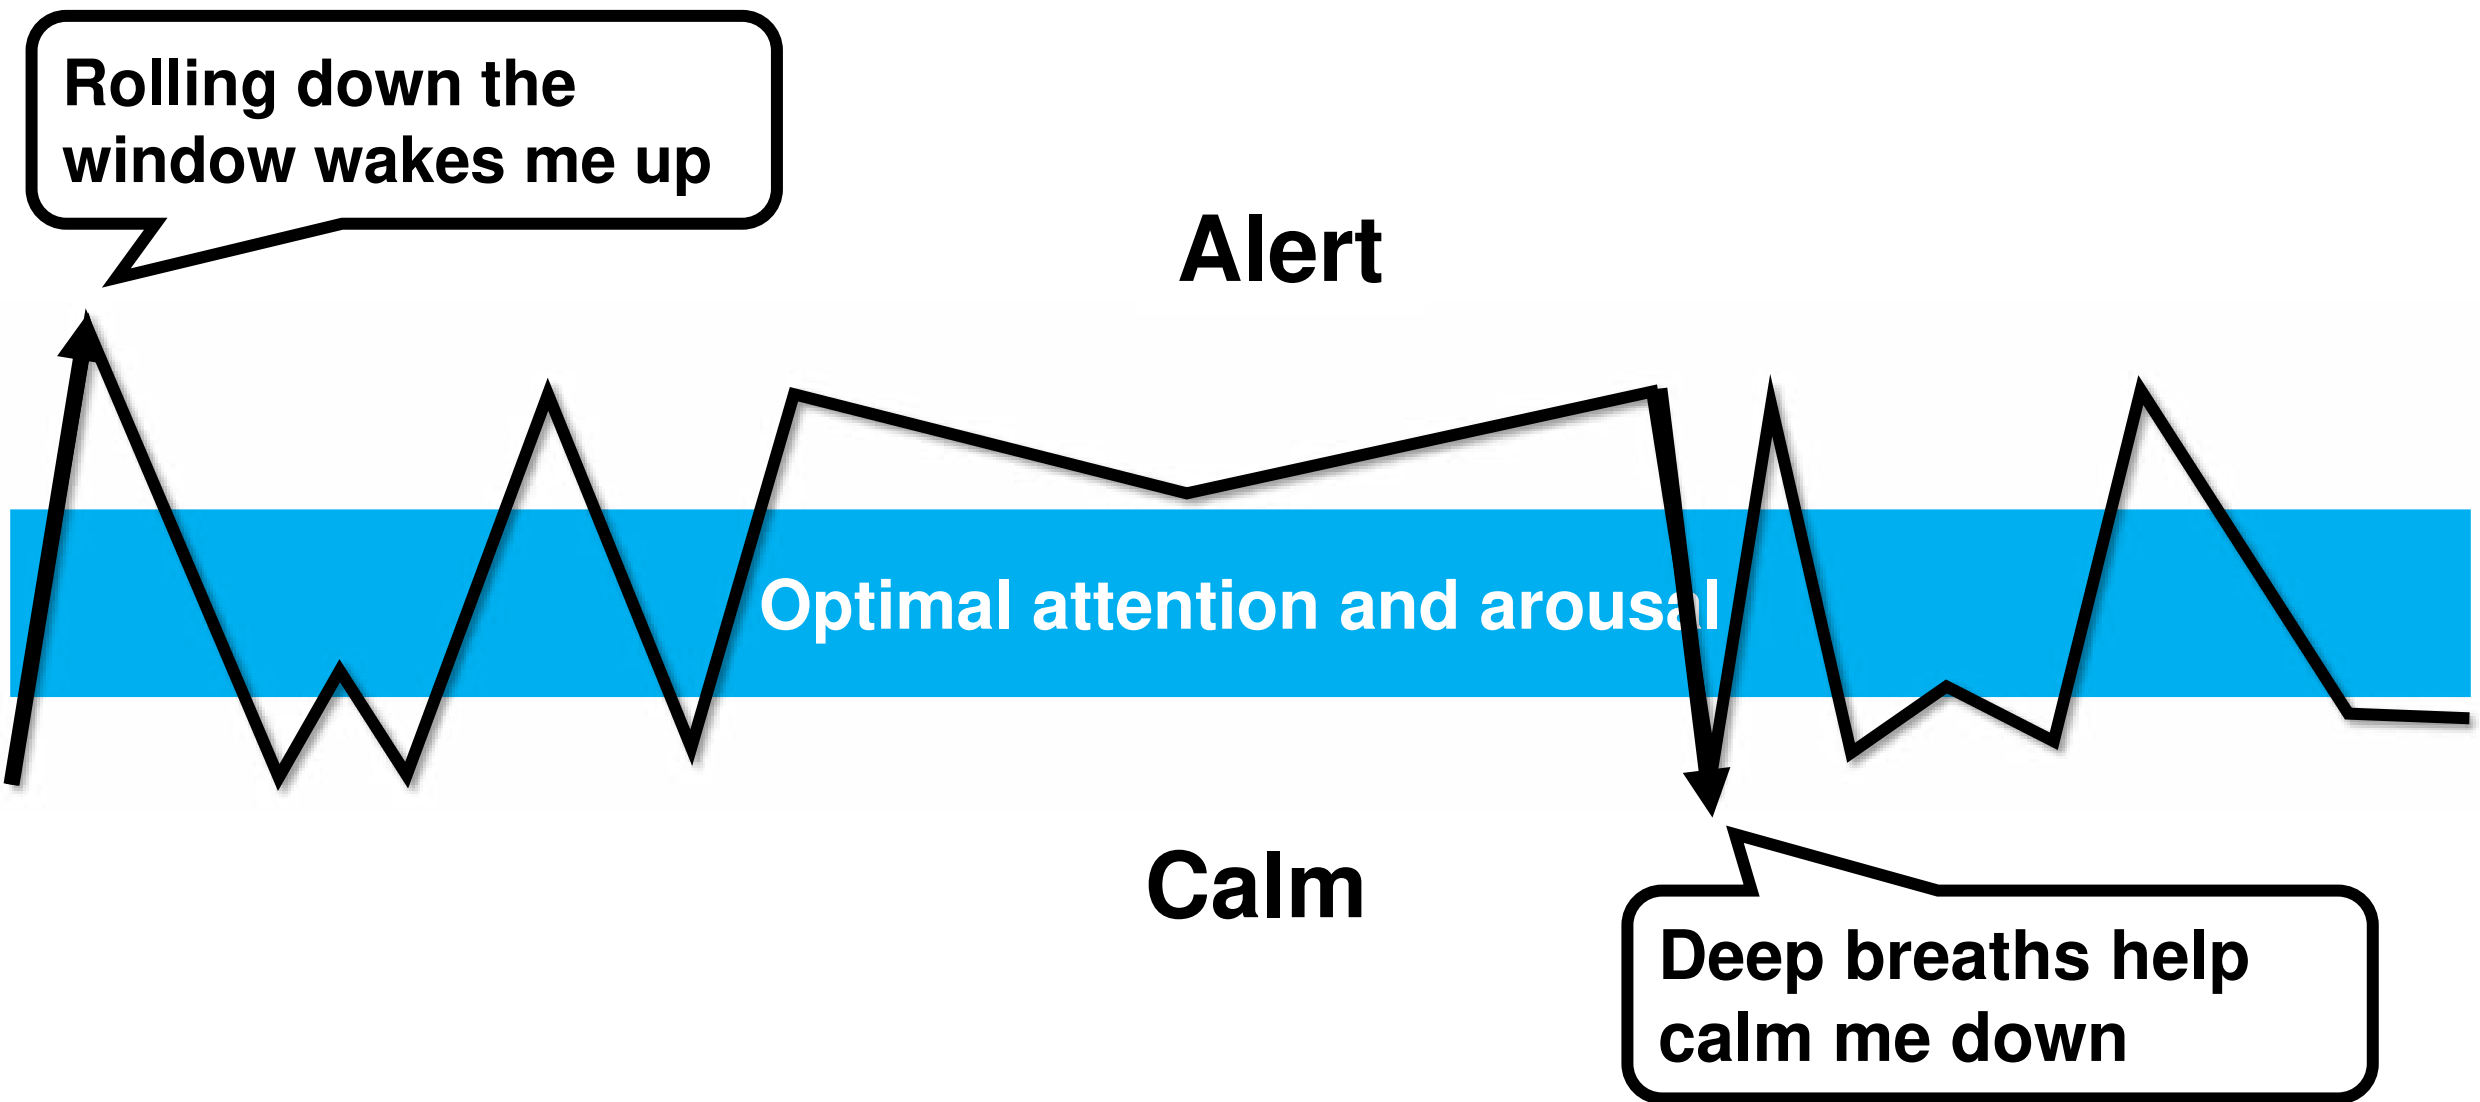 Rolling down the
window wakes me up
Alert
Optimal attention and arousal
Calm
Deep breaths help
calm me down